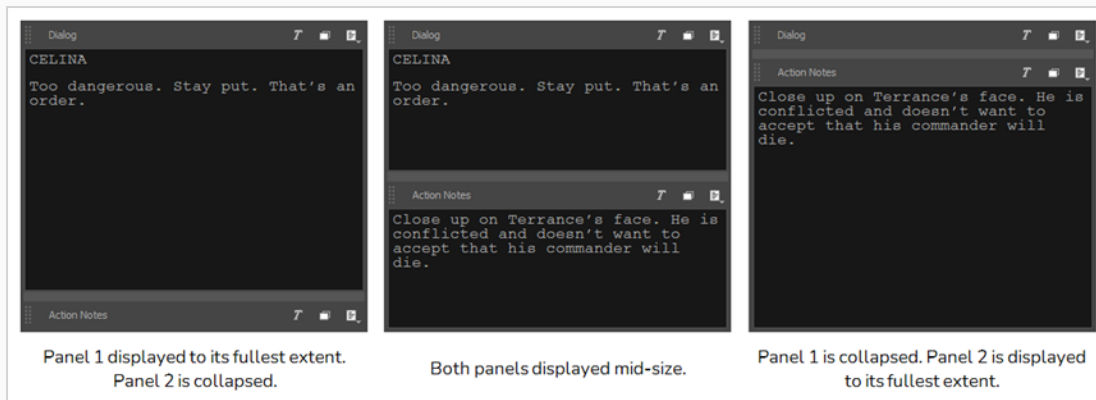 Dialog T
CELINA
Too dangerous. Stay put. That's an
order.
Action Notes T
Panel 1 displayed to its fullest extent.
Panel 2 is collapsed.
Dialog T
CELINA
Too dangerous. Stay put. That's an
order.
Action Notes T
Close up on Terrance's face. He is
conflicted and doesn't want to
accept that his commander will
die.
Both panels displayed mid-size.
Dialog T
Action Notes T
Close up on Terrance's face. He is
conflicted and doesn't want to
accept that his commander will
die.
Panel 1 is collapsed. Panel 2 is displayed
to its fullest extent.